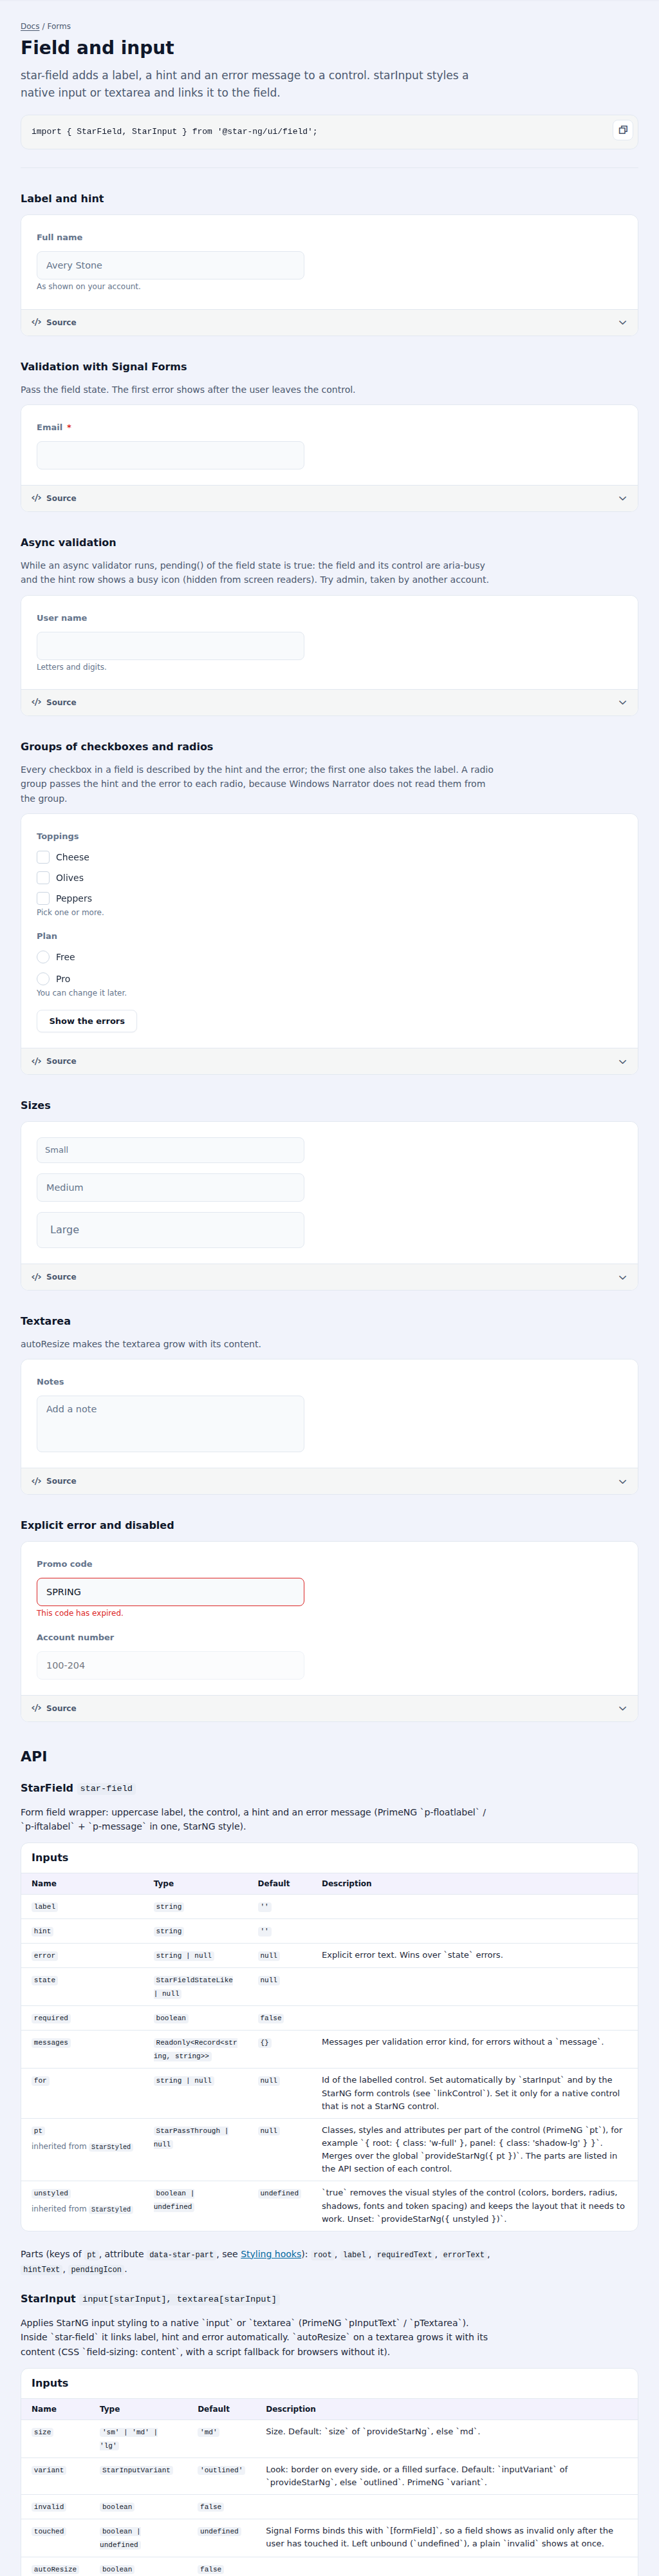 Docs / Forms
Field and input
star-field adds a label, a hint and an error message to a control. starInput styles a
native input or textarea and links it to the field.
import { StarField, StarInput } from '@star-ng/ui/field';
Label and hint
Full name
Avery Stone
As shown on your account.
Source
Validation with Signal Forms
Pass the field state. The first error shows after the user leaves the control.
Email *
Source
Async validation
While an async validator runs, pending() of the field state is true: the field and its control are aria-busy
and the hint row shows a busy icon (hidden from screen readers). Try admin, taken by another account.
User name
Letters and digits.
Source
Groups of checkboxes and radios
Every checkbox in a field is described by the hint and the error; the first one also takes the label. A radio
group passes the hint and the error to each radio, because Windows Narrator does not read them from
the group.
Toppings
Cheese
Olives
Peppers
Pick one or more.
Plan
Free
Pro
You can change it later.
Show the errors
Source
Sizes
Small
Medium
Large
Source
Textarea
autoResize makes the textarea grow with its content.
Notes
Add a note
Source
Explicit error and disabled
Promo code
SPRING
This code has expired.
Account number
100-204
Source
API
StarField star-field
Form field wrapper: uppercase label, the control, a hint and an error message (PrimeNG `p-floatlabel` /
`p-iftalabel` + `p-message` in one, StarNG style).
Inputs
Name Type Default Description
label string ''
hint string ''
error string | null null Explicit error text. Wins over `state` errors.
state StarFieldStateLike null
| null
required boolean false
messages Readonly<Record<str {} Messages per validation error kind, for errors without a `message`.
ing, string>>
for string | null null Id of the labelled control. Set automatically by `starInput` and by the
StarNG form controls (see `linkControl`). Set it only for a native control
that is not a StarNG control.
pt StarPassThrough | null Classes, styles and attributes per part of the control (PrimeNG `pt`), for
inherited from StarStyled null example `{ root: { class: 'w-full' }, panel: { class: 'shadow-lg' } }`.
Merges over the global `provideStarNg({ pt })`. The parts are listed in
the API section of each control.
unstyled boolean | undefined `true` removes the visual styles of the control (colors, borders, radius,
inherited from StarStyled undefined shadows, fonts and token spacing) and keeps the layout that it needs to
work. Unset: `provideStarNg({ unstyled })`.
Parts (keys of pt, attribute data-star-part, see Styling hooks): root, label, requiredText, errorText,
hintText, pendingIcon.
StarInput input[starInput], textarea[starInput]
Applies StarNG input styling to a native `input` or `textarea` (PrimeNG `pInputText` / `pTextarea`).
Inside `star-field` it links label, hint and error automatically. `autoResize` on a textarea grows it with its
content (CSS `field-sizing: content`, with a script fallback for browsers without it).
Inputs
Name Type Default Description
size 'sm' | 'md' | 'md' Size. Default: `size` of `provideStarNg`, else `md`.
'lg'
variant StarInputVariant 'outlined' Look: border on every side, or a filled surface. Default: `inputVariant` of
`provideStarNg`, else `outlined`. PrimeNG `variant`.
invalid boolean false
touched boolean | undefined Signal Forms binds this with `[formField]`, so a field shows as invalid only after the
undefined user has touched it. Left unbound (`undefined`), a plain `invalid` shows at once.
autoResize boolean false